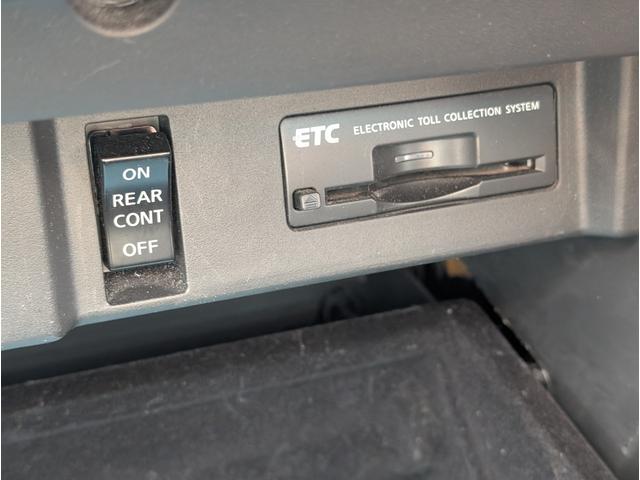 ON
REAR
CONT
OFF
ETC ELECTRONIC TOLL COLLECTION SYSTEM